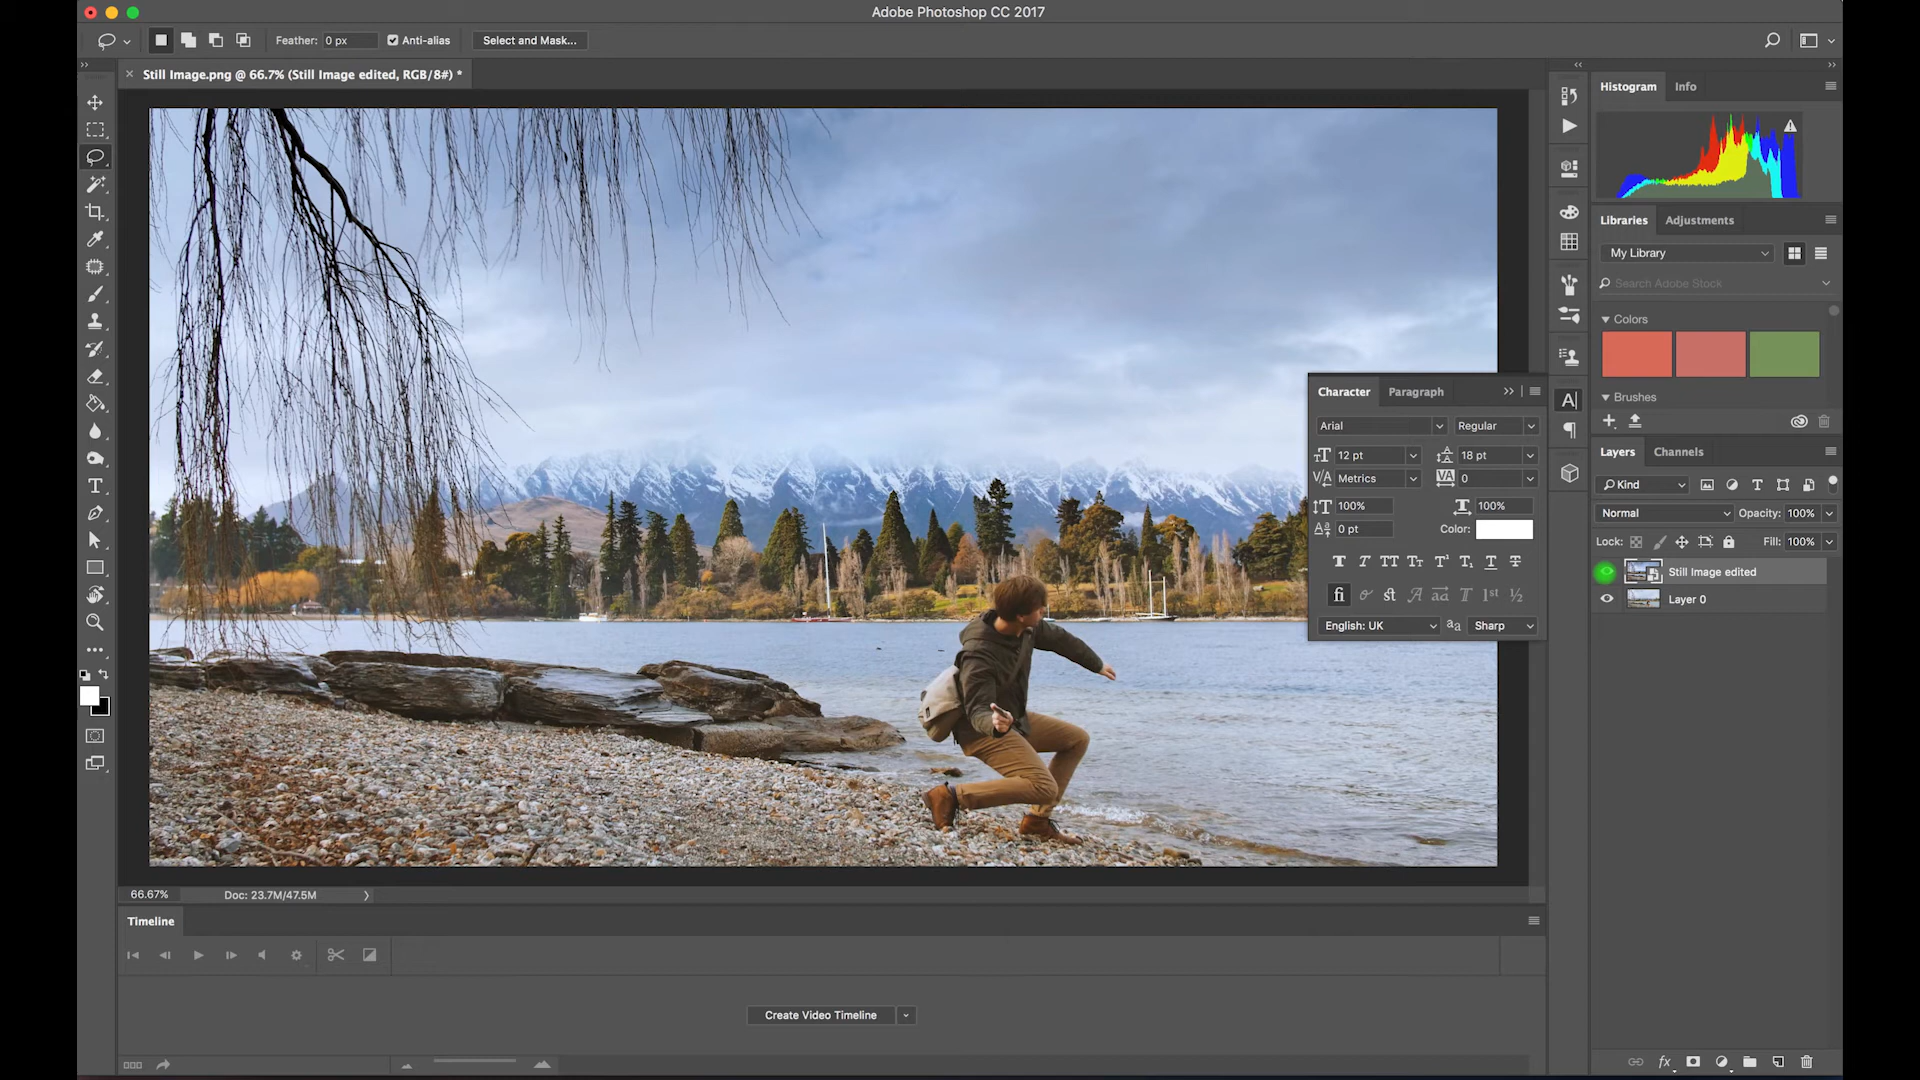 Adobe Photoshop CC 2017
Feather: 0 px
Anti-alias
Select and Mask...
Still Image.png @ 66.7% (Still Image edited, RGB/8#) *
Histogram
Info
Libraries
Adjustments
My Library
Search Adobe Stock
Colors
Brushes
Character
Paragraph
Arial
Regular
12 pt
18 pt
Metrics
0
100%
100%
0 pt
Color:
English: UK
Sharp
Layers
Channels
Kind
Normal
Opacity: 100%
Lock:
Fill: 100%
Still Image edited
Layer 0
66.67%
Doc: 23.7M/47.5M
Timeline
Create Video Timeline